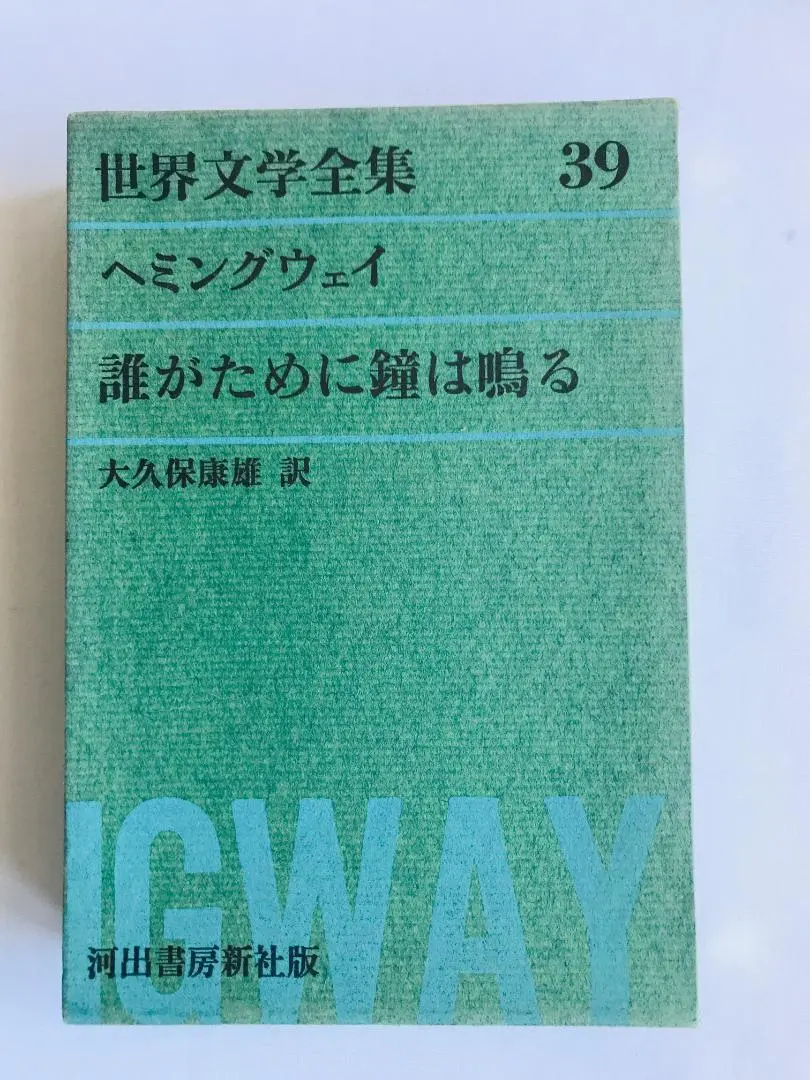 世界文学全集 39
ヘミングウェイ
誰がために鐘は鳴る
大久保康雄 訳
NGWAY
河出書房新社版